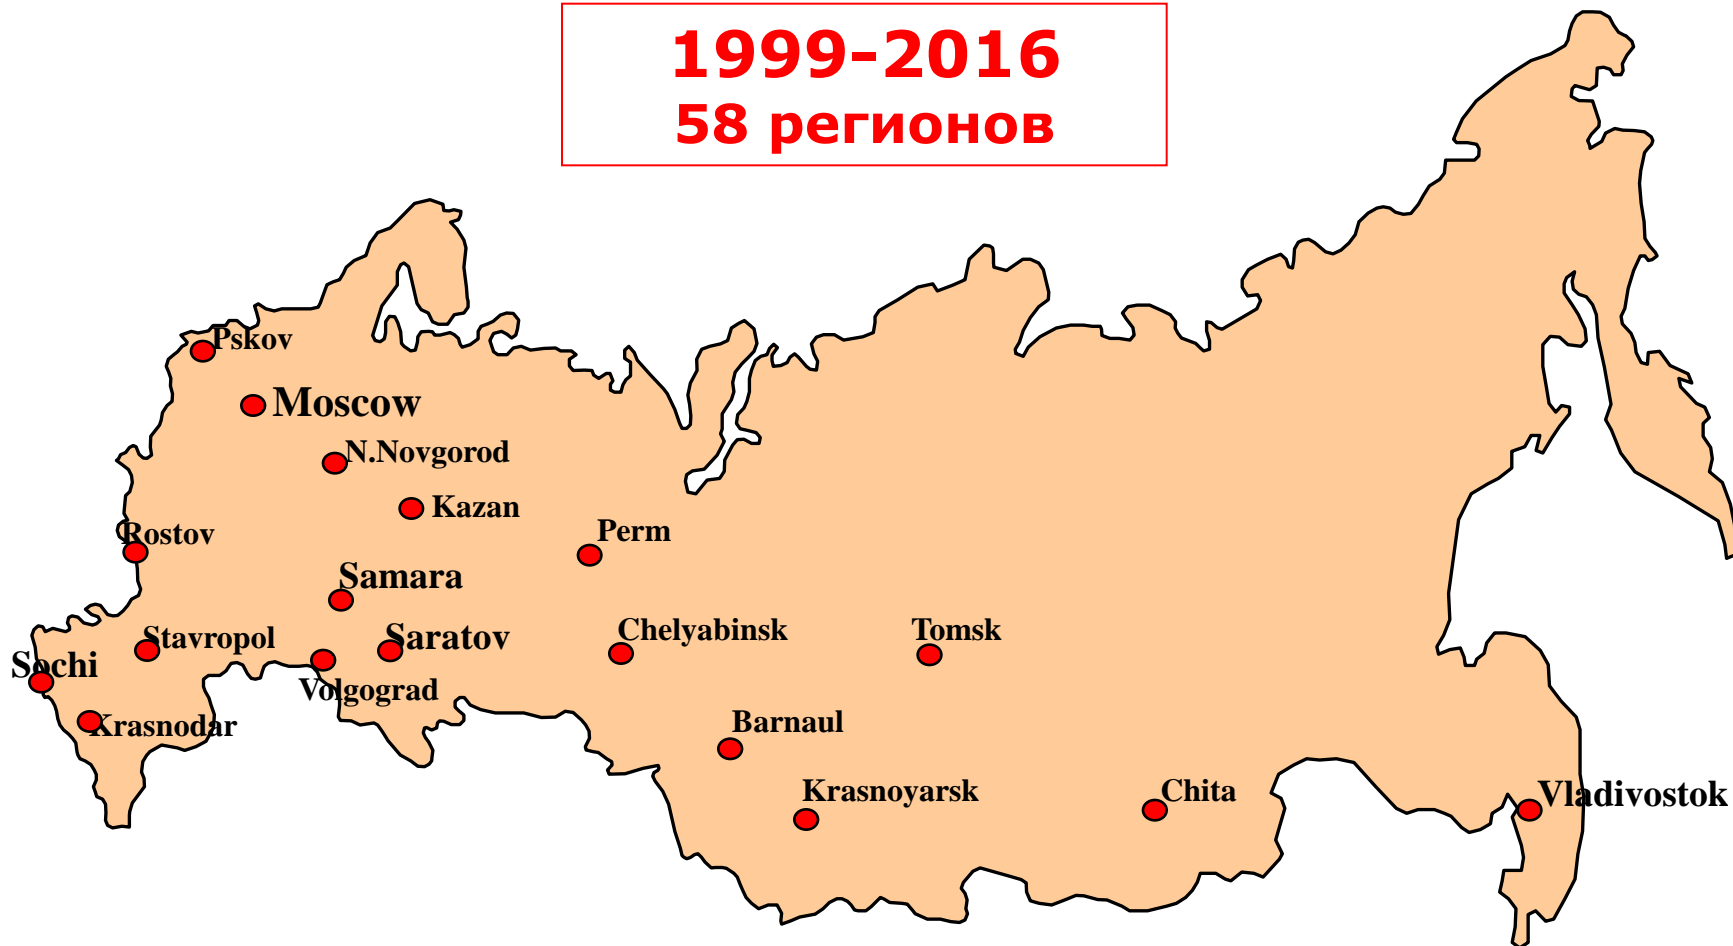 1999-2016
58 регионов
Pskov
Moscow
N.Novgorod
Kazan
Rostov
Perm
Samara
Stavropol
Saratov
Chelyabinsk
Tomsk
Sochi
Volgograd
Krasnodar
Barnaul
Krasnoyarsk
Chita
Vladivostok